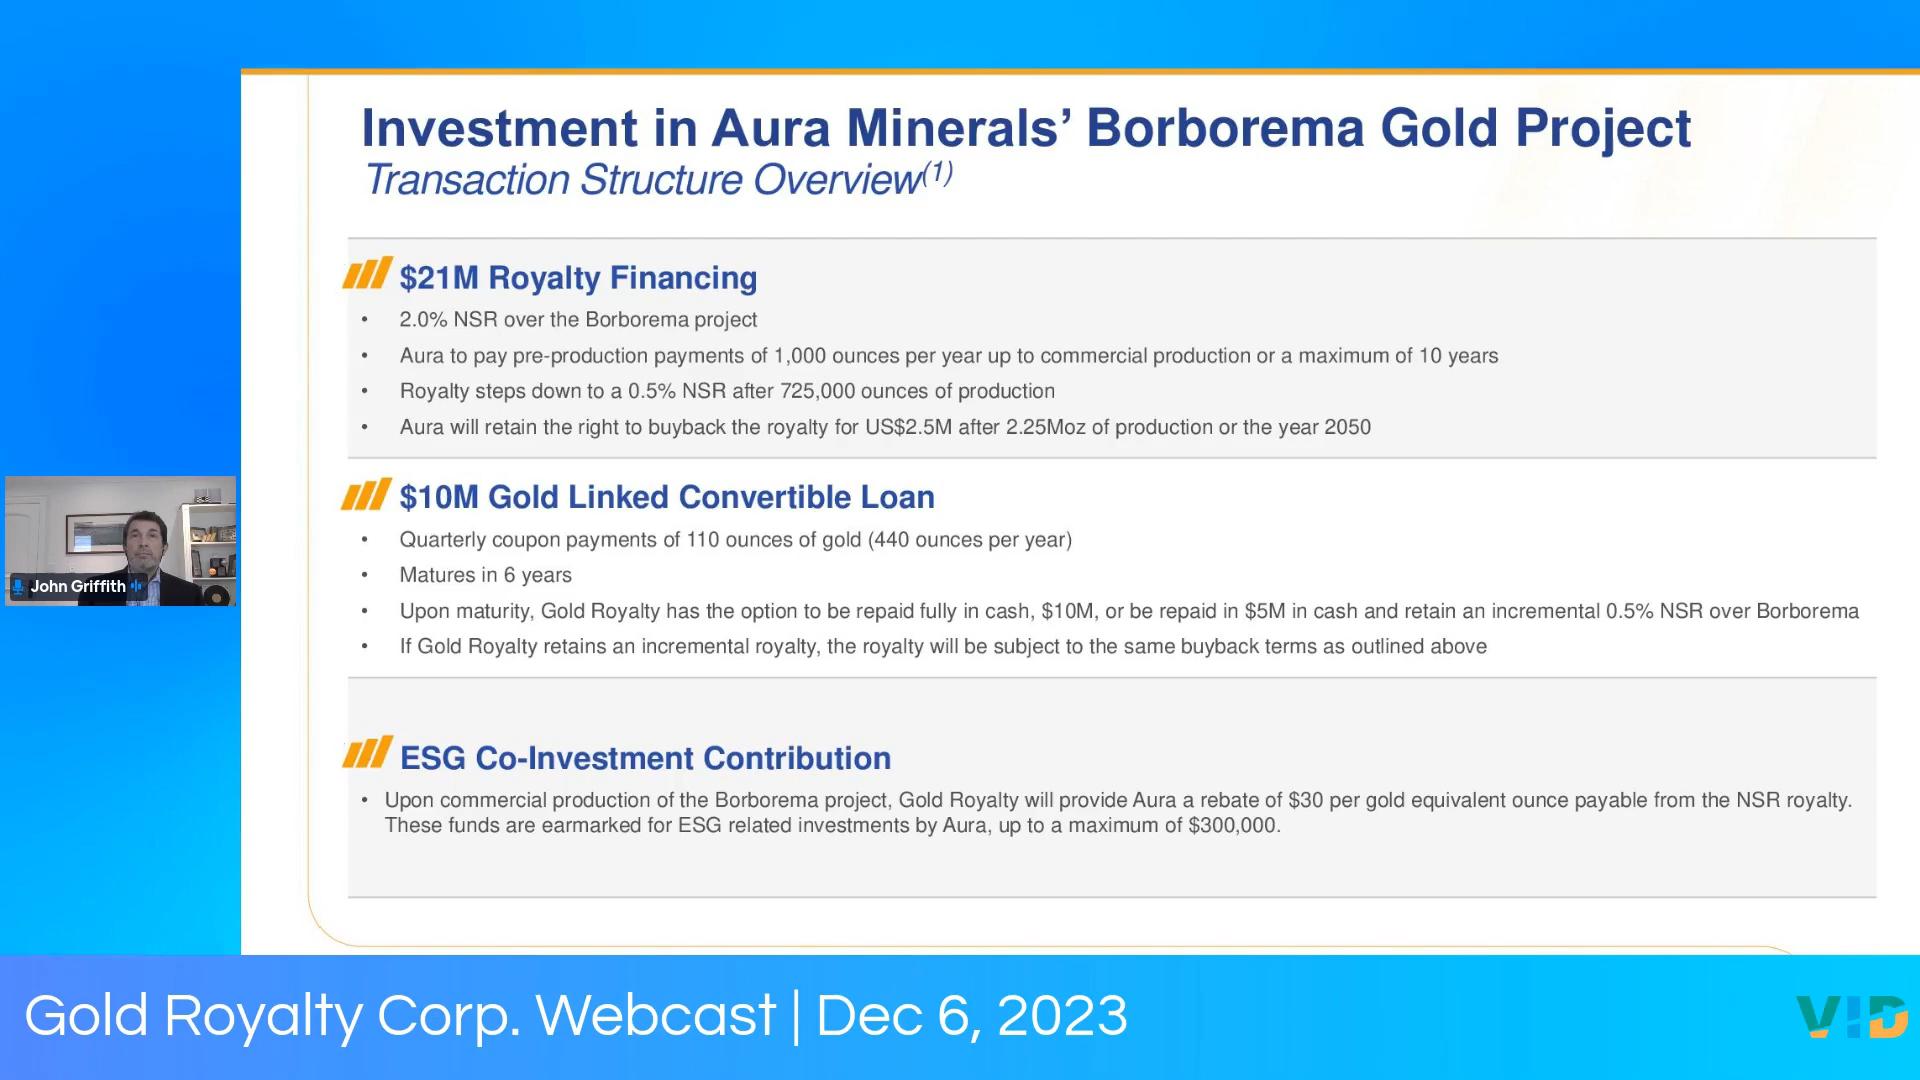 Investment in Aura Minerals’ Borborema Gold Project
Transaction Structure Overview(1)
$21M Royalty Financing
• 2.0% NSR over the Borborema project
• Aura to pay pre-production payments of 1,000 ounces per year up to commercial production or a maximum of 10 years
• Royalty steps down to a 0.5% NSR after 725,000 ounces of production
• Aura will retain the right to buyback the royalty for US$2.5M after 2.25Moz of production or the year 2050
$10M Gold Linked Convertible Loan
• Quarterly coupon payments of 110 ounces of gold (440 ounces per year)
• Matures in 6 years
• Upon maturity, Gold Royalty has the option to be repaid fully in cash, $10M, or be repaid in $5M in cash and retain an incremental 0.5% NSR over Borborema
• If Gold Royalty retains an incremental royalty, the royalty will be subject to the same buyback terms as outlined above
John Griffith
ESG Co-Investment Contribution
• Upon commercial production of the Borborema project, Gold Royalty will provide Aura a rebate of $30 per gold equivalent ounce payable from the NSR royalty.
These funds are earmarked for ESG related investments by Aura, up to a maximum of $300,000.
Gold Royalty Corp. Webcast | Dec 6, 2023
VID